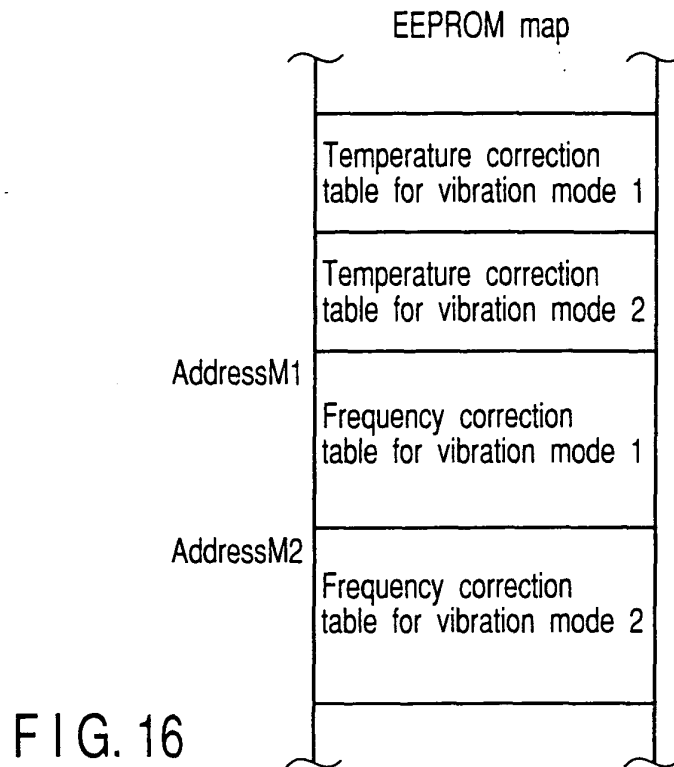 EEPROM map
Temperature correction
table for vibration mode 1
Temperature correction
table for vibration mode 2
AddressM1
Frequency correction
table for vibration mode 1
AddressM2
Frequency correction
table for vibration mode 2
FIG. 16